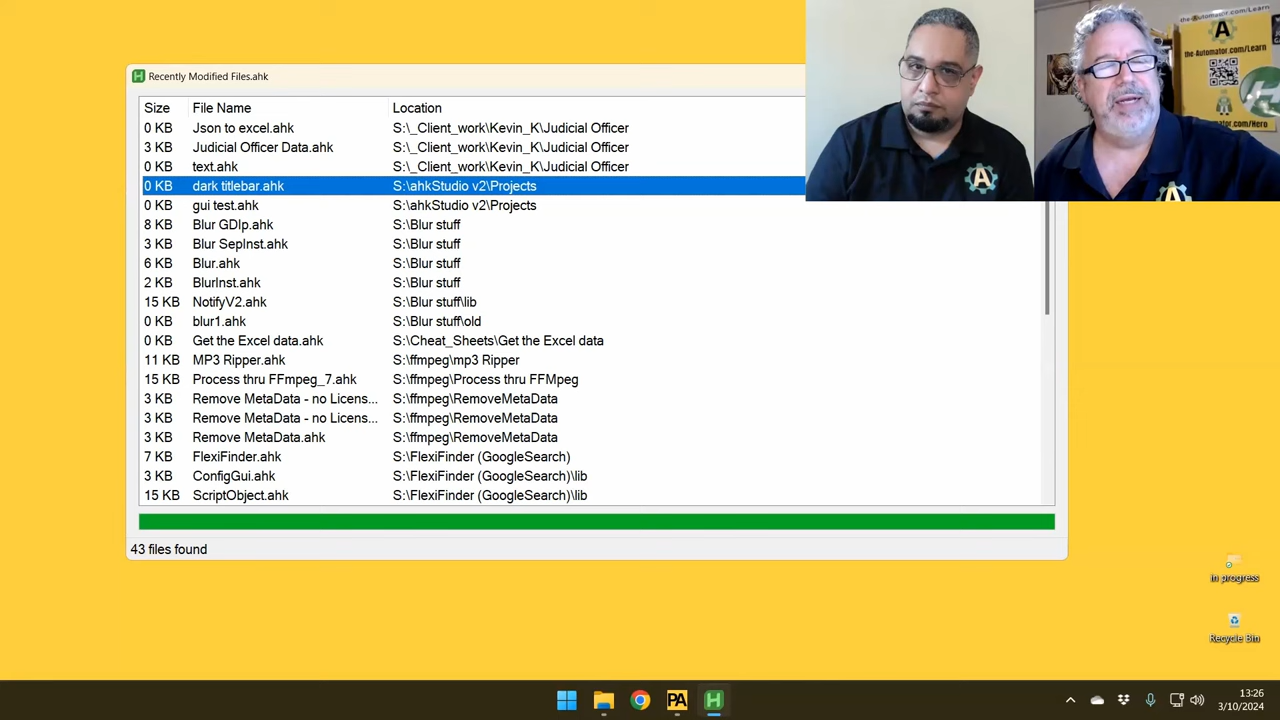 Recently Modified Files.ahk
Size File Name Location
0 KB Json to excel.ahk S:\_Client_work\Kevin_K\Judicial Officer
3 KB Judicial Officer Data.ahk S:\_Client_work\Kevin_K\Judicial Officer
0 KB text.ahk S:\_Client_work\Kevin_K\Judicial Officer
0 KB dark titlebar.ahk S:\ahkStudio v2\Projects
0 KB gui test.ahk S:\ahkStudio v2\Projects
8 KB Blur GDIp.ahk S:\Blur stuff
3 KB Blur SepInst.ahk S:\Blur stuff
6 KB Blur.ahk S:\Blur stuff
2 KB BlurInst.ahk S:\Blur stuff
15 KB NotifyV2.ahk S:\Blur stuff\lib
0 KB blur1.ahk S:\Blur stuff\old
0 KB Get the Excel data.ahk S:\Cheat_Sheets\Get the Excel data
11 KB MP3 Ripper.ahk S:\ffmpeg\mp3 Ripper
15 KB Process thru FFmpeg_7.ahk S:\ffmpeg\Process thru FFMpeg
3 KB Remove MetaData - no Licens... S:\ffmpeg\RemoveMetaData
3 KB Remove MetaData - no Licens... S:\ffmpeg\RemoveMetaData
3 KB Remove MetaData.ahk S:\ffmpeg\RemoveMetaData
7 KB FlexiFinder.ahk S:\FlexiFinder (GoogleSearch)
3 KB ConfigGui.ahk S:\FlexiFinder (GoogleSearch)\lib
15 KB ScriptObject.ahk S:\FlexiFinder (GoogleSearch)\lib
43 files found
the-Automator.com/Learn
A
the-Automator.com/Learn
H
A
A
in progress
Recycle Bin
PA
H
13:26
3/10/2024